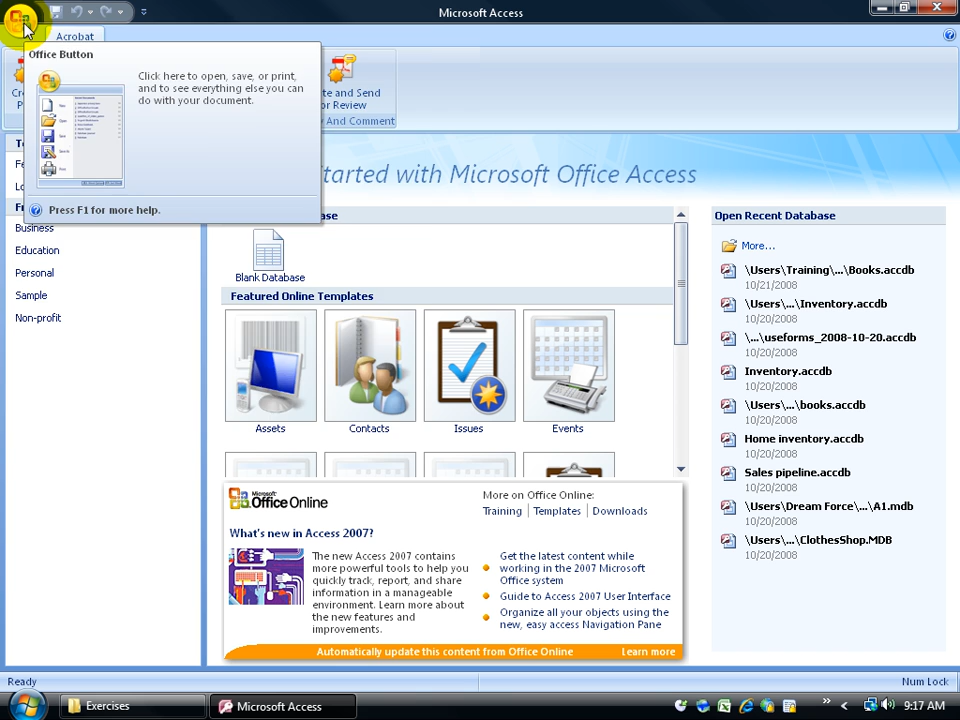 Microsoft Access
Acrobat
Office Button
Click here to open, save, or print,
and to see everything else you can
do with your document.
Press F1 for more help.
te and Send
or Review
And Comment
tarted with Microsoft Office Access
Business
Education
Personal
Sample
Non-profit
Blank Database
Featured Online Templates
Assets
Contacts
Issues
Events
Microsoft
Office Online
More on Office Online:
Training | Templates | Downloads
What's new in Access 2007?
The new Access 2007 contains
more powerful tools to help you
quickly track, report, and share
information in a manageable
environment. Learn more about
the new features and
improvements.
Get the latest content while
working in the 2007 Microsoft
Office system
Guide to Access 2007 User Interface
Organize all your objects using the
new, easy access Navigation Pane
Automatically update this content from Office Online
Learn more
Open Recent Database
More...
\Users\Training\...\Books.accdb
10/21/2008
\Users\...\Inventory.accdb
10/20/2008
\...\useforms_2008-10-20.accdb
10/20/2008
Inventory.accdb
10/20/2008
\Users\...\books.accdb
10/20/2008
Home inventory.accdb
10/20/2008
Sales pipeline.accdb
10/20/2008
\Users\Dream Force\...\A1.mdb
10/20/2008
\Users\...\ClothesShop.MDB
10/20/2008
Ready
Num Lock
Exercises
Microsoft Access
9:17 AM